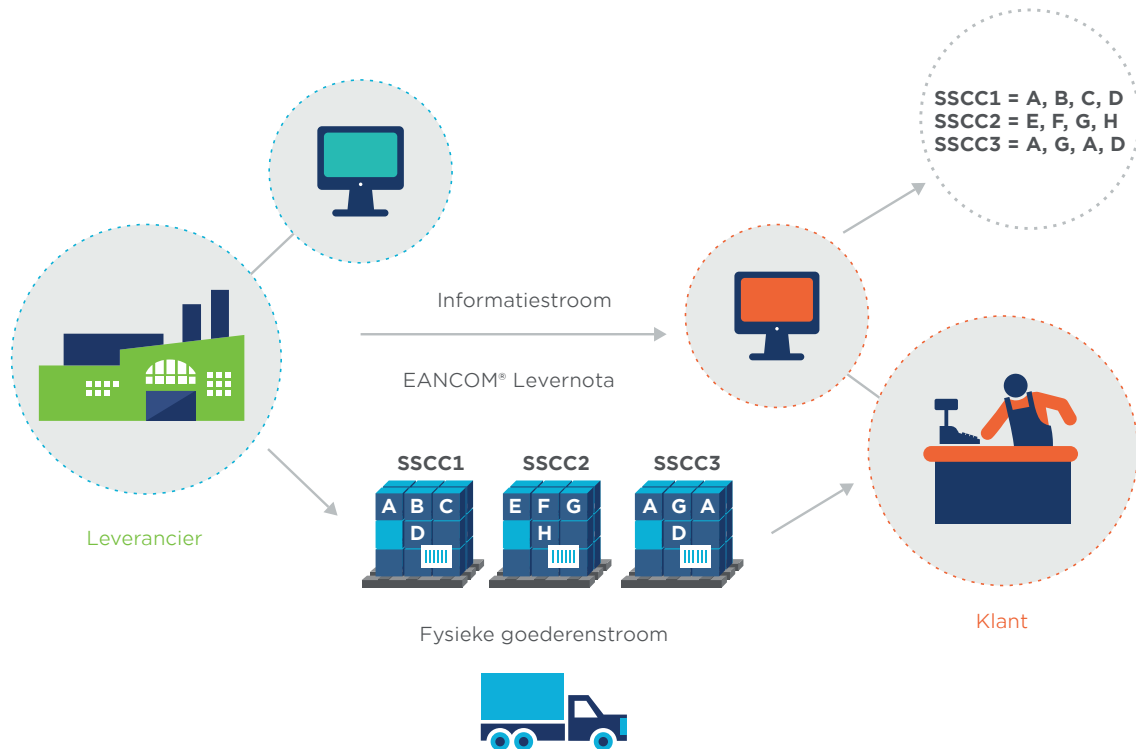 SSCC1 = A, B, C, D
SSCC2 = E, F, G, H
SSCC3 = A, G, A, D
Informatiestroom
EANCOM® Levernota
SSCC1 SSCC2 SSCC3
A B C E F G A G A
D H D
Leverancier
Klant
Fysieke goederenstroom